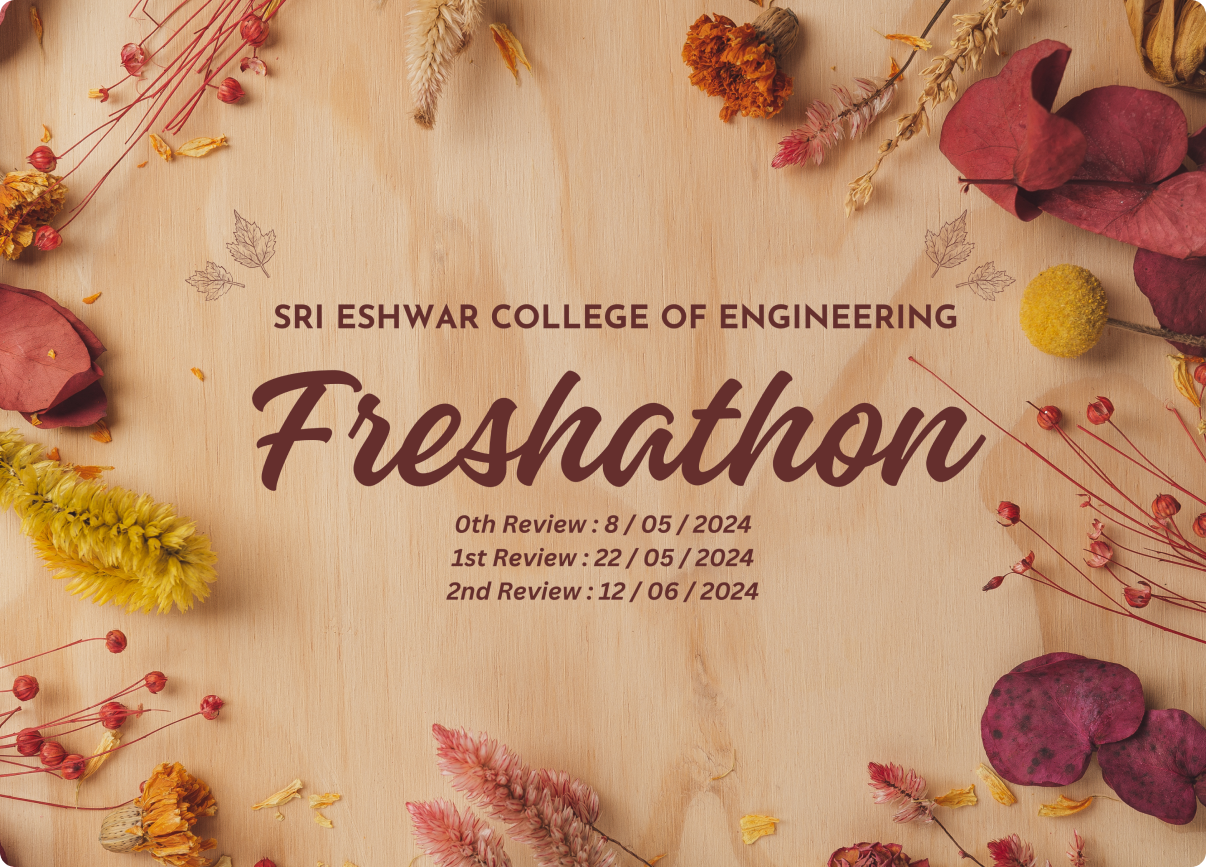 SRI ESHWAR COLLEGE OF ENGINEERING
Freshathon
0th Review : 8 / 05 / 2024
1st Review : 22 / 05 / 2024
2nd Review : 12 / 06 / 2024